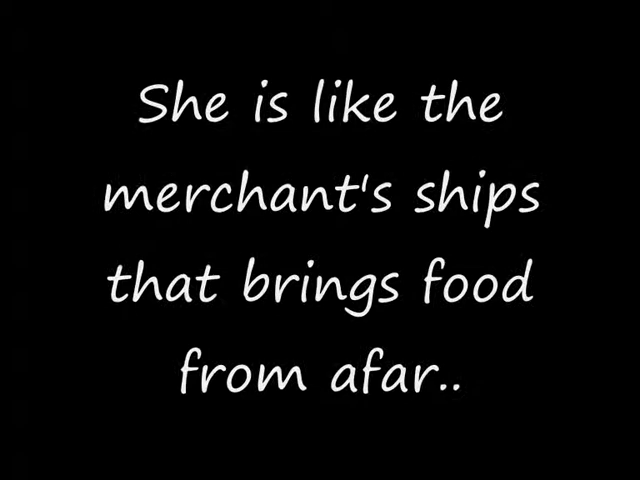 She is like the
merchant's ships
that brings food
from afar..